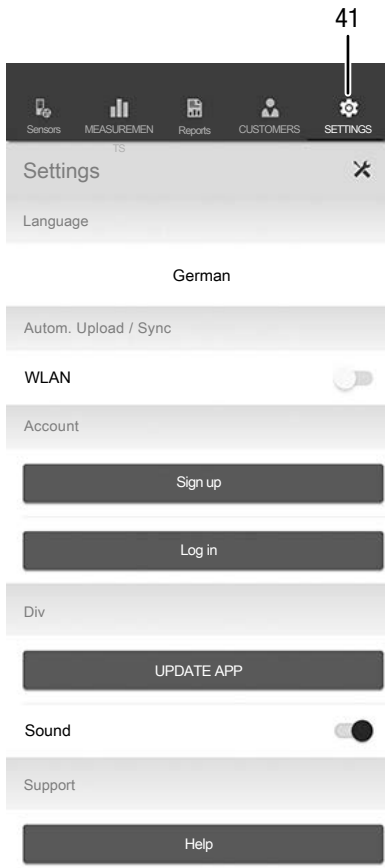 41
Sensors MEASUREMEN Reports CUSTOMERS SETTINGS
TS
Settings
Language
German
Autom. Upload / Sync
WLAN
Account
Sign up
Log in
Div
UPDATE APP
Sound
Support
Help